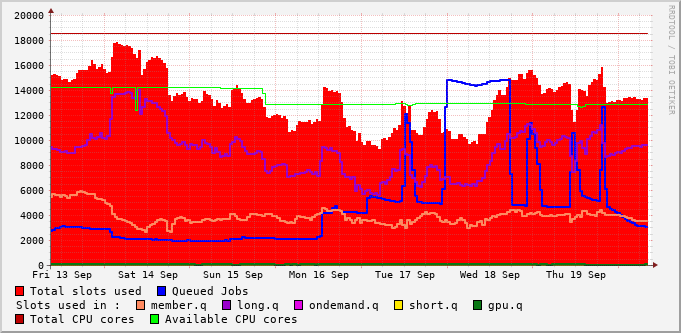 RRDTOOL / TOBI OETIKER
20000
18000
16000
14000
12000
10000
8000
6000
4000
2000
0
Fri 13 Sep Sat 14 Sep Sun 15 Sep Mon 16 Sep Tue 17 Sep Wed 18 Sep Thu 19 Sep
Total slots used Queued Jobs
Slots used in : member.q long.q ondemand.q short.q gpu.q
Total CPU cores Available CPU cores